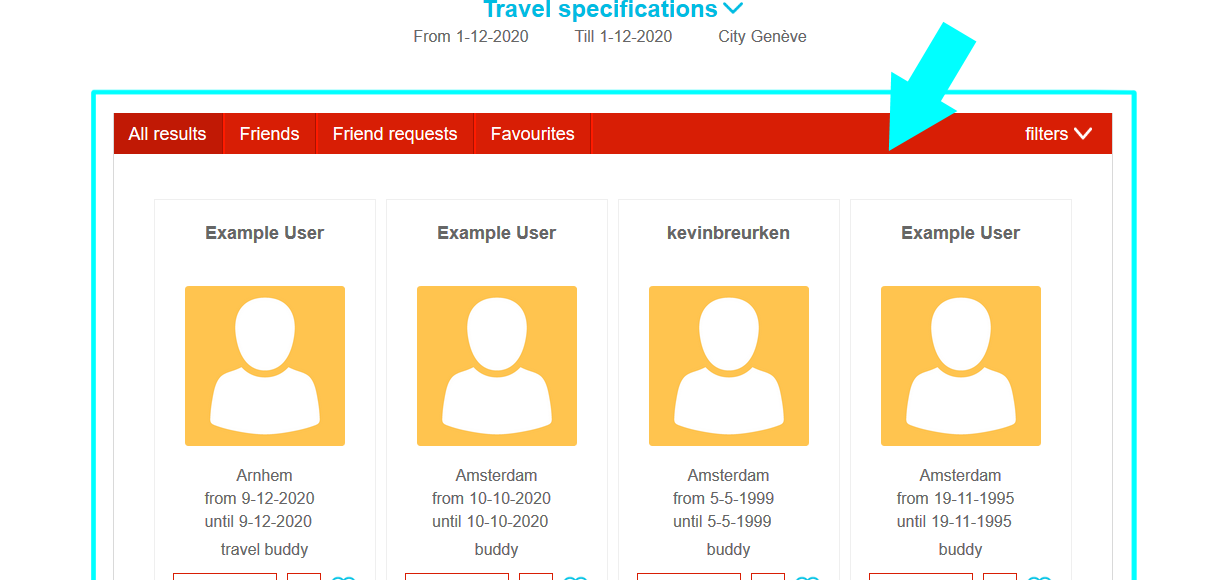 Travel specifications
From 1-12-2020 Till 1-12-2020 City Genève
All results Friends Friend requests Favourites filters
Example User Example User kevinbreurken Example User
Arnhem Amsterdam Amsterdam Amsterdam
from 9-12-2020 from 10-10-2020 from 5-5-1999 from 19-11-1995
until 9-12-2020 until 10-10-2020 until 5-5-1999 until 19-11-1995
travel buddy buddy buddy buddy